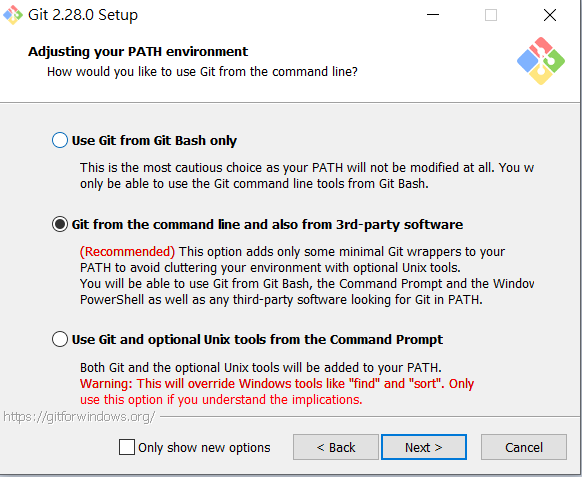 Git 2.28.0 Setup
Adjusting your PATH environment
How would you like to use Git from the command line?
Use Git from Git Bash only
This is the most cautious choice as your PATH will not be modified at all. You w
only be able to use the Git command line tools from Git Bash.
Git from the command line and also from 3rd-party software
(Recommended) This option adds only some minimal Git wrappers to your
PATH to avoid cluttering your environment with optional Unix tools.
You will be able to use Git from Git Bash, the Command Prompt and the Window
PowerShell as well as any third-party software looking for Git in PATH.
Use Git and optional Unix tools from the Command Prompt
Both Git and the optional Unix tools will be added to your PATH.
Warning: This will override Windows tools like "find" and "sort". Only
use this option if you understand the implications.
https://gitforwindows.org/
Only show new options
< Back
Next >
Cancel